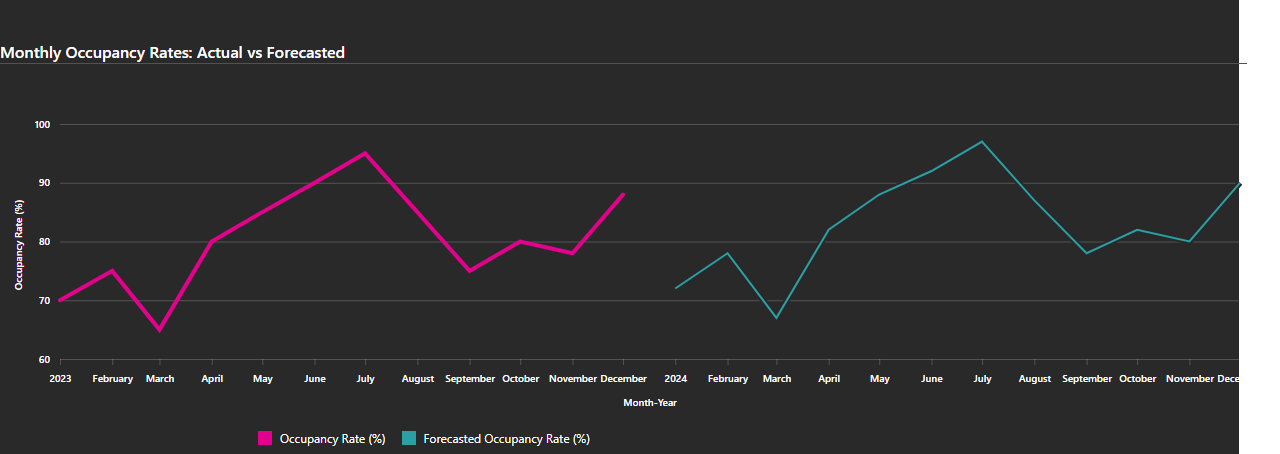 Monthly Occupancy Rates: Actual vs Forecasted
100
90
80
70
60
Occupancy Rate (%)
2023 February March April May June July August September October November December 2024 February March April May June July August September October November Dece
Month-Year
Occupancy Rate (%) Forecasted Occupancy Rate (%)